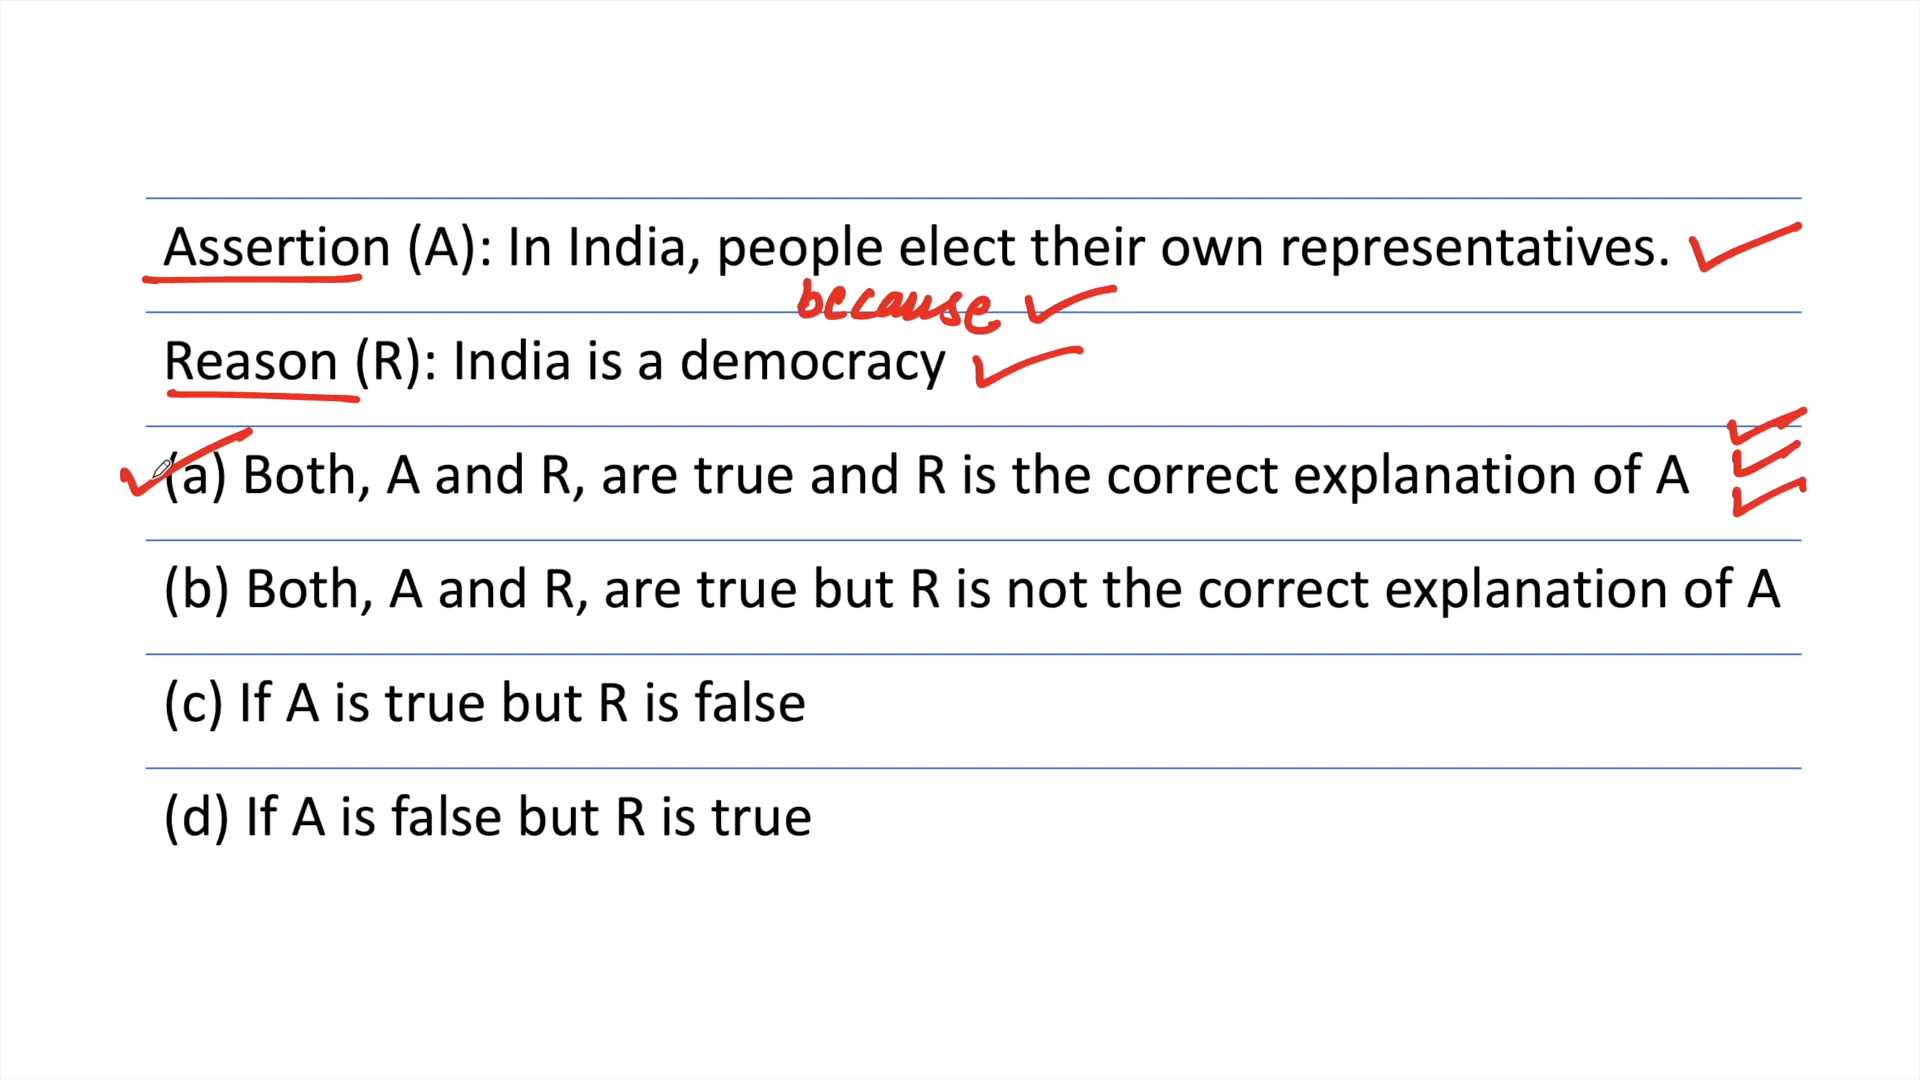 Assertion (A): In India, people elect their own representatives.
because
Reason (R): India is a democracy
(a) Both, A and R, are true and R is the correct explanation of A
(b) Both, A and R, are true but R is not the correct explanation of A
(c) If A is true but R is false
(d) If A is false but R is true